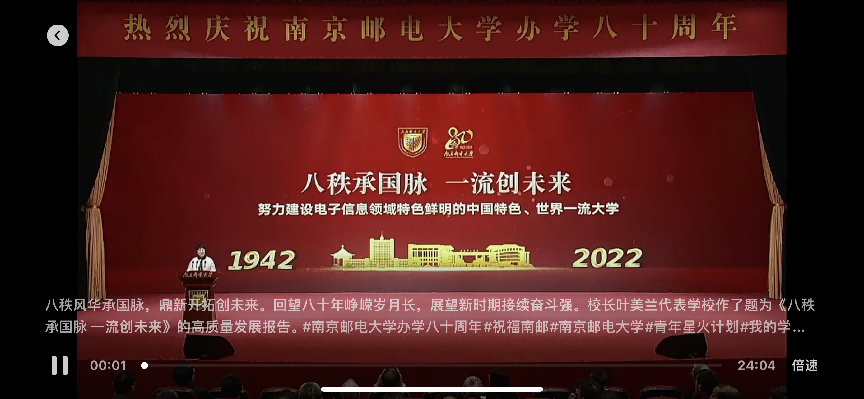 热烈庆祝南京邮电大学办学八十周年
八秩承国脉 一流创未来
努力建设电子信息领域特色鲜明的中国特色、世界一流大学
1942
2022
八秩风华承国脉，鼎新开拓创未来。回望八十年峥嵘岁月长，展望新时期接续奋斗强。校长叶美兰代表学校作了题为《八秩
承国脉 一流创未来》的高质量发展报告。#南京邮电大学办学八十周年#祝福南邮#南京邮电大学#青年星火计划#我的学...
00:01
24:04
倍速